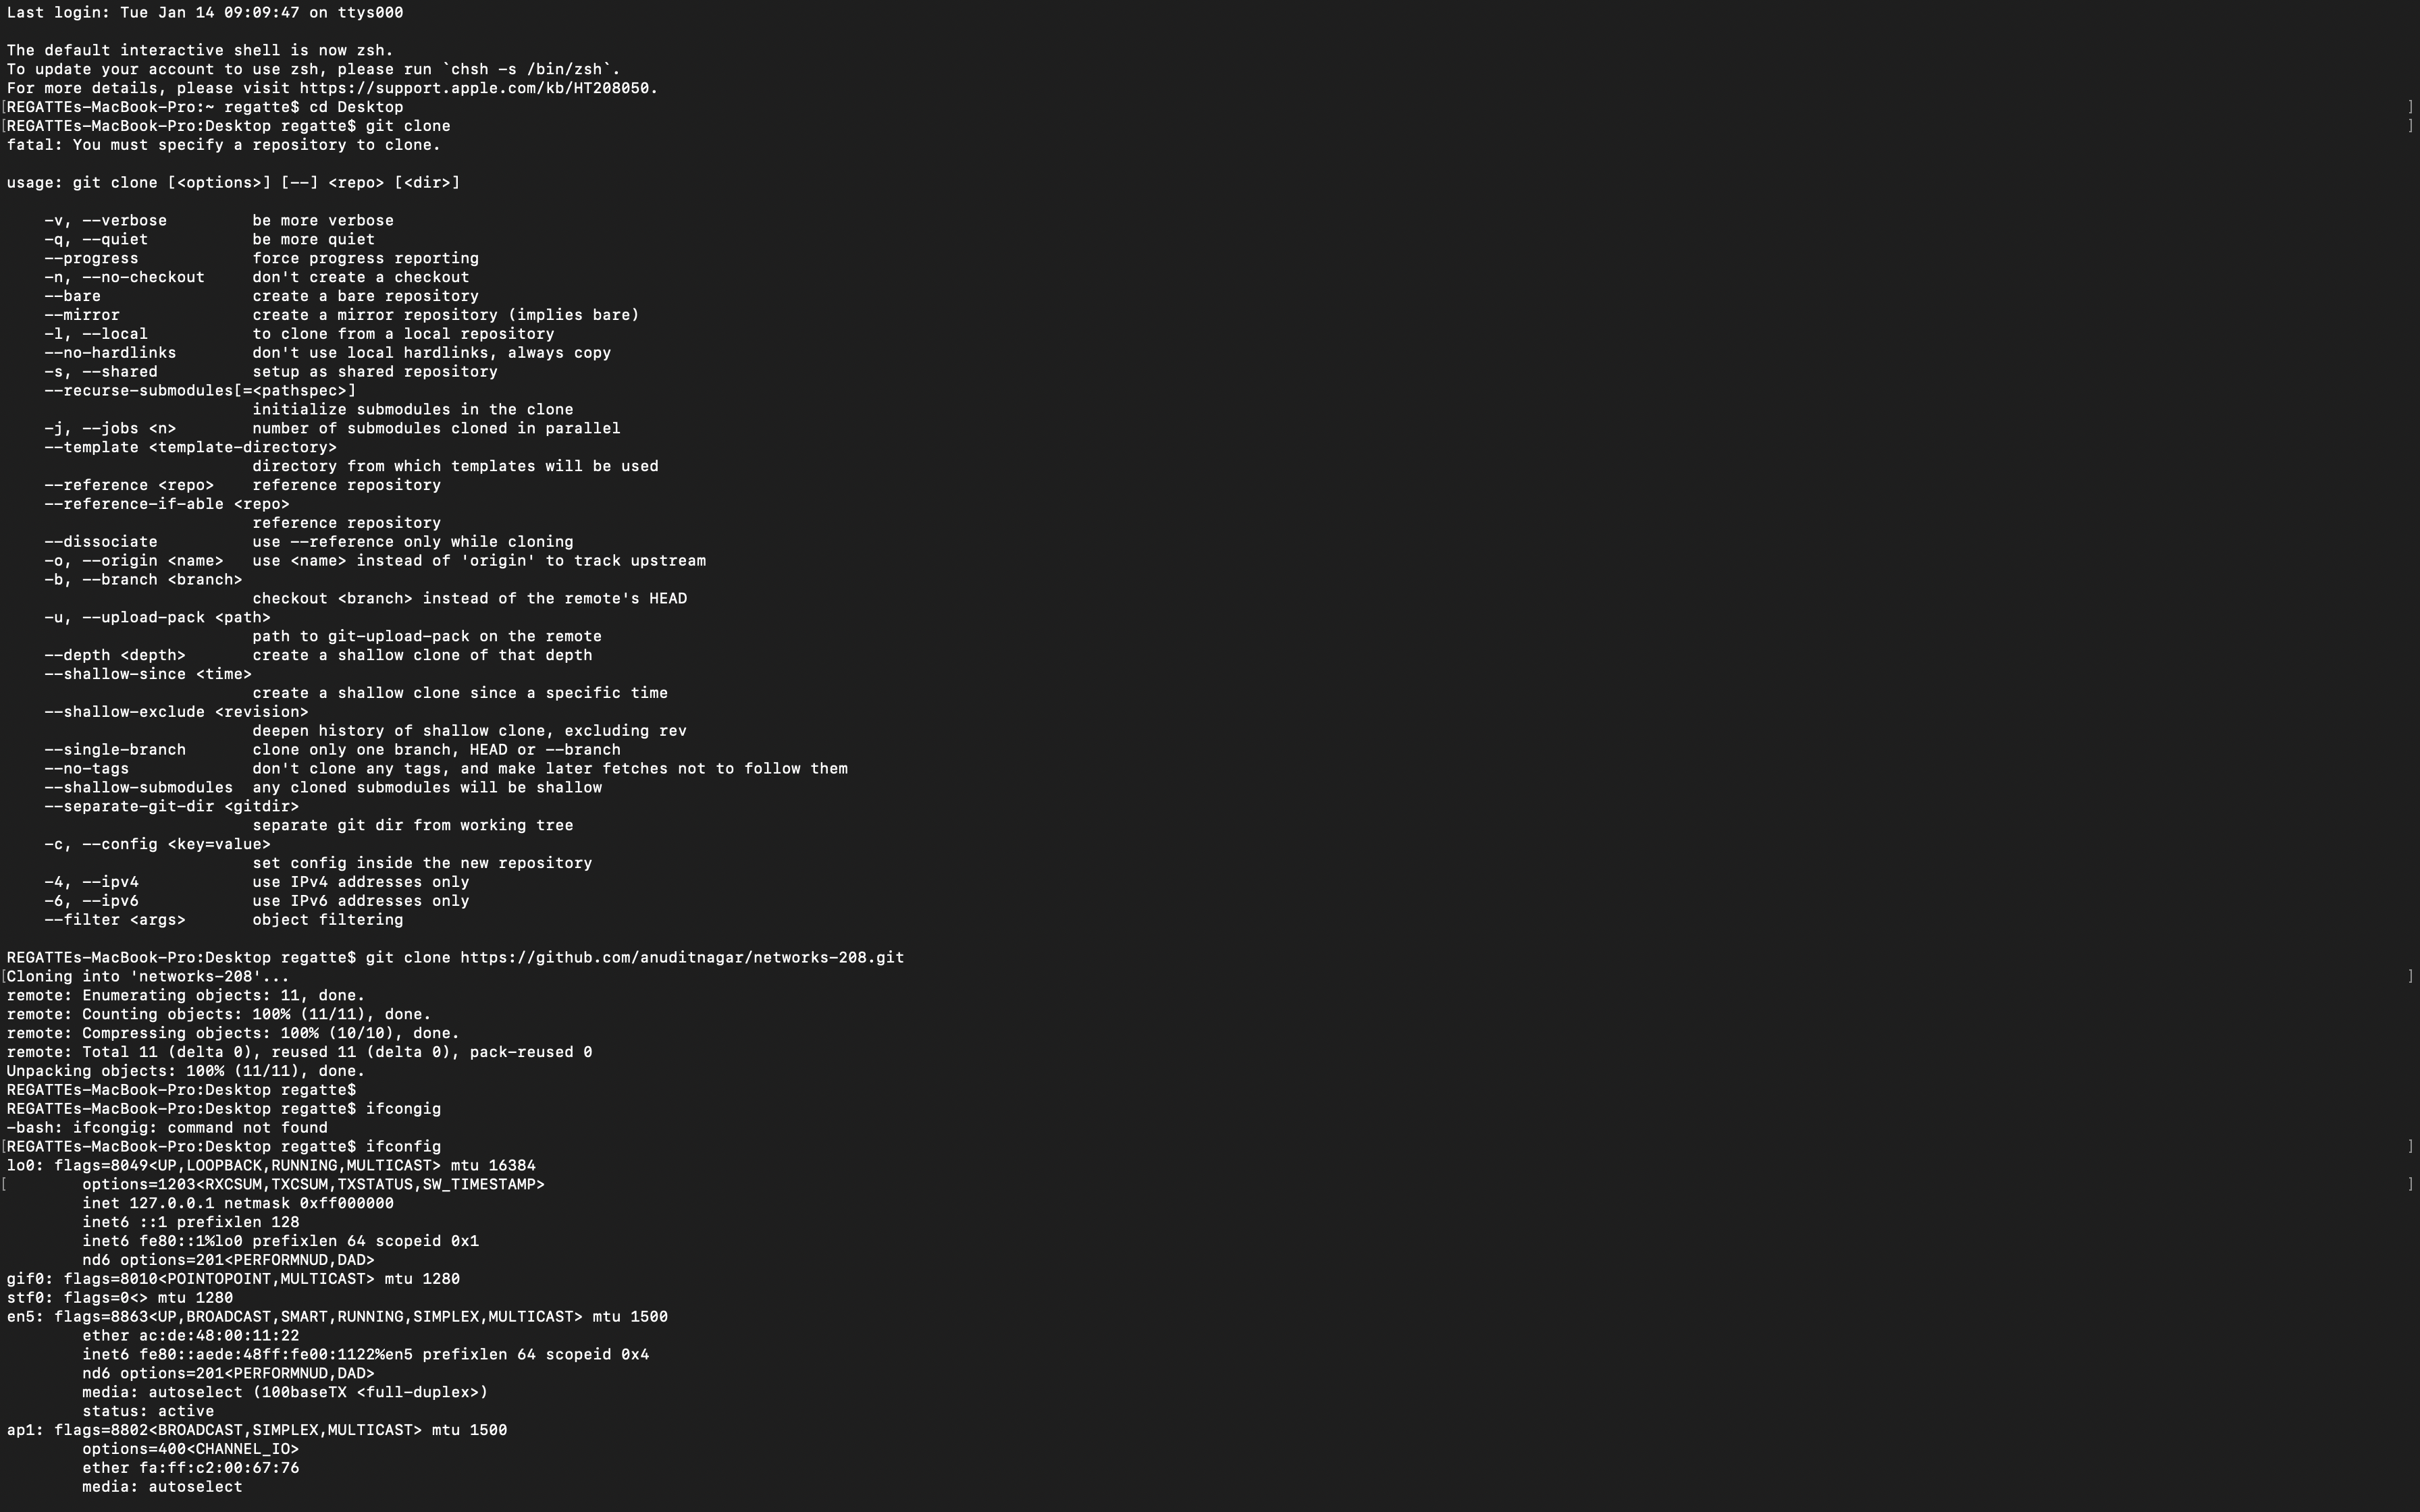 Last login: Tue Jan 14 09:09:47 on ttys000

The default interactive shell is now zsh.
To update your account to use zsh, please run `chsh -s /bin/zsh`.
For more details, please visit https://support.apple.com/kb/HT208050.
[REGATTEs-MacBook-Pro:~ regatte$ cd Desktop ]
[REGATTEs-MacBook-Pro:Desktop regatte$ git clone ]
fatal: You must specify a repository to clone.

usage: git clone [<options>] [--] <repo> [<dir>]

    -v, --verbose         be more verbose
    -q, --quiet           be more quiet
    --progress            force progress reporting
    -n, --no-checkout     don't create a checkout
    --bare                create a bare repository
    --mirror              create a mirror repository (implies bare)
    -l, --local           to clone from a local repository
    --no-hardlinks        don't use local hardlinks, always copy
    -s, --shared          setup as shared repository
    --recurse-submodules[=<pathspec>]
                          initialize submodules in the clone
    -j, --jobs <n>        number of submodules cloned in parallel
    --template <template-directory>
                          directory from which templates will be used
    --reference <repo>    reference repository
    --reference-if-able <repo>
                          reference repository
    --dissociate          use --reference only while cloning
    -o, --origin <name>   use <name> instead of 'origin' to track upstream
    -b, --branch <branch>
                          checkout <branch> instead of the remote's HEAD
    -u, --upload-pack <path>
                          path to git-upload-pack on the remote
    --depth <depth>       create a shallow clone of that depth
    --shallow-since <time>
                          create a shallow clone since a specific time
    --shallow-exclude <revision>
                          deepen history of shallow clone, excluding rev
    --single-branch       clone only one branch, HEAD or --branch
    --no-tags             don't clone any tags, and make later fetches not to follow them
    --shallow-submodules  any cloned submodules will be shallow
    --separate-git-dir <gitdir>
                          separate git dir from working tree
    -c, --config <key=value>
                          set config inside the new repository
    -4, --ipv4            use IPv4 addresses only
    -6, --ipv6            use IPv6 addresses only
    --filter <args>       object filtering

REGATTEs-MacBook-Pro:Desktop regatte$ git clone https://github.com/anuditnagar/networks-208.git
[Cloning into 'networks-208'... ]
remote: Enumerating objects: 11, done.
remote: Counting objects: 100% (11/11), done.
remote: Compressing objects: 100% (10/10), done.
remote: Total 11 (delta 0), reused 11 (delta 0), pack-reused 0
Unpacking objects: 100% (11/11), done.
REGATTEs-MacBook-Pro:Desktop regatte$
REGATTEs-MacBook-Pro:Desktop regatte$ ifcongig
-bash: ifcongig: command not found
[REGATTEs-MacBook-Pro:Desktop regatte$ ifconfig ]
lo0: flags=8049<UP,LOOPBACK,RUNNING,MULTICAST> mtu 16384
[       options=1203<RXCSUM,TXCSUM,TXSTATUS,SW_TIMESTAMP> ]
        inet 127.0.0.1 netmask 0xff000000
        inet6 ::1 prefixlen 128
        inet6 fe80::1%lo0 prefixlen 64 scopeid 0x1
        nd6 options=201<PERFORMNUD,DAD>
gif0: flags=8010<POINTOPOINT,MULTICAST> mtu 1280
stf0: flags=0<> mtu 1280
en5: flags=8863<UP,BROADCAST,SMART,RUNNING,SIMPLEX,MULTICAST> mtu 1500
        ether ac:de:48:00:11:22
        inet6 fe80::aede:48ff:fe00:1122%en5 prefixlen 64 scopeid 0x4
        nd6 options=201<PERFORMNUD,DAD>
        media: autoselect (100baseTX <full-duplex>)
        status: active
ap1: flags=8802<BROADCAST,SIMPLEX,MULTICAST> mtu 1500
        options=400<CHANNEL_IO>
        ether fa:ff:c2:00:67:76
        media: autoselect